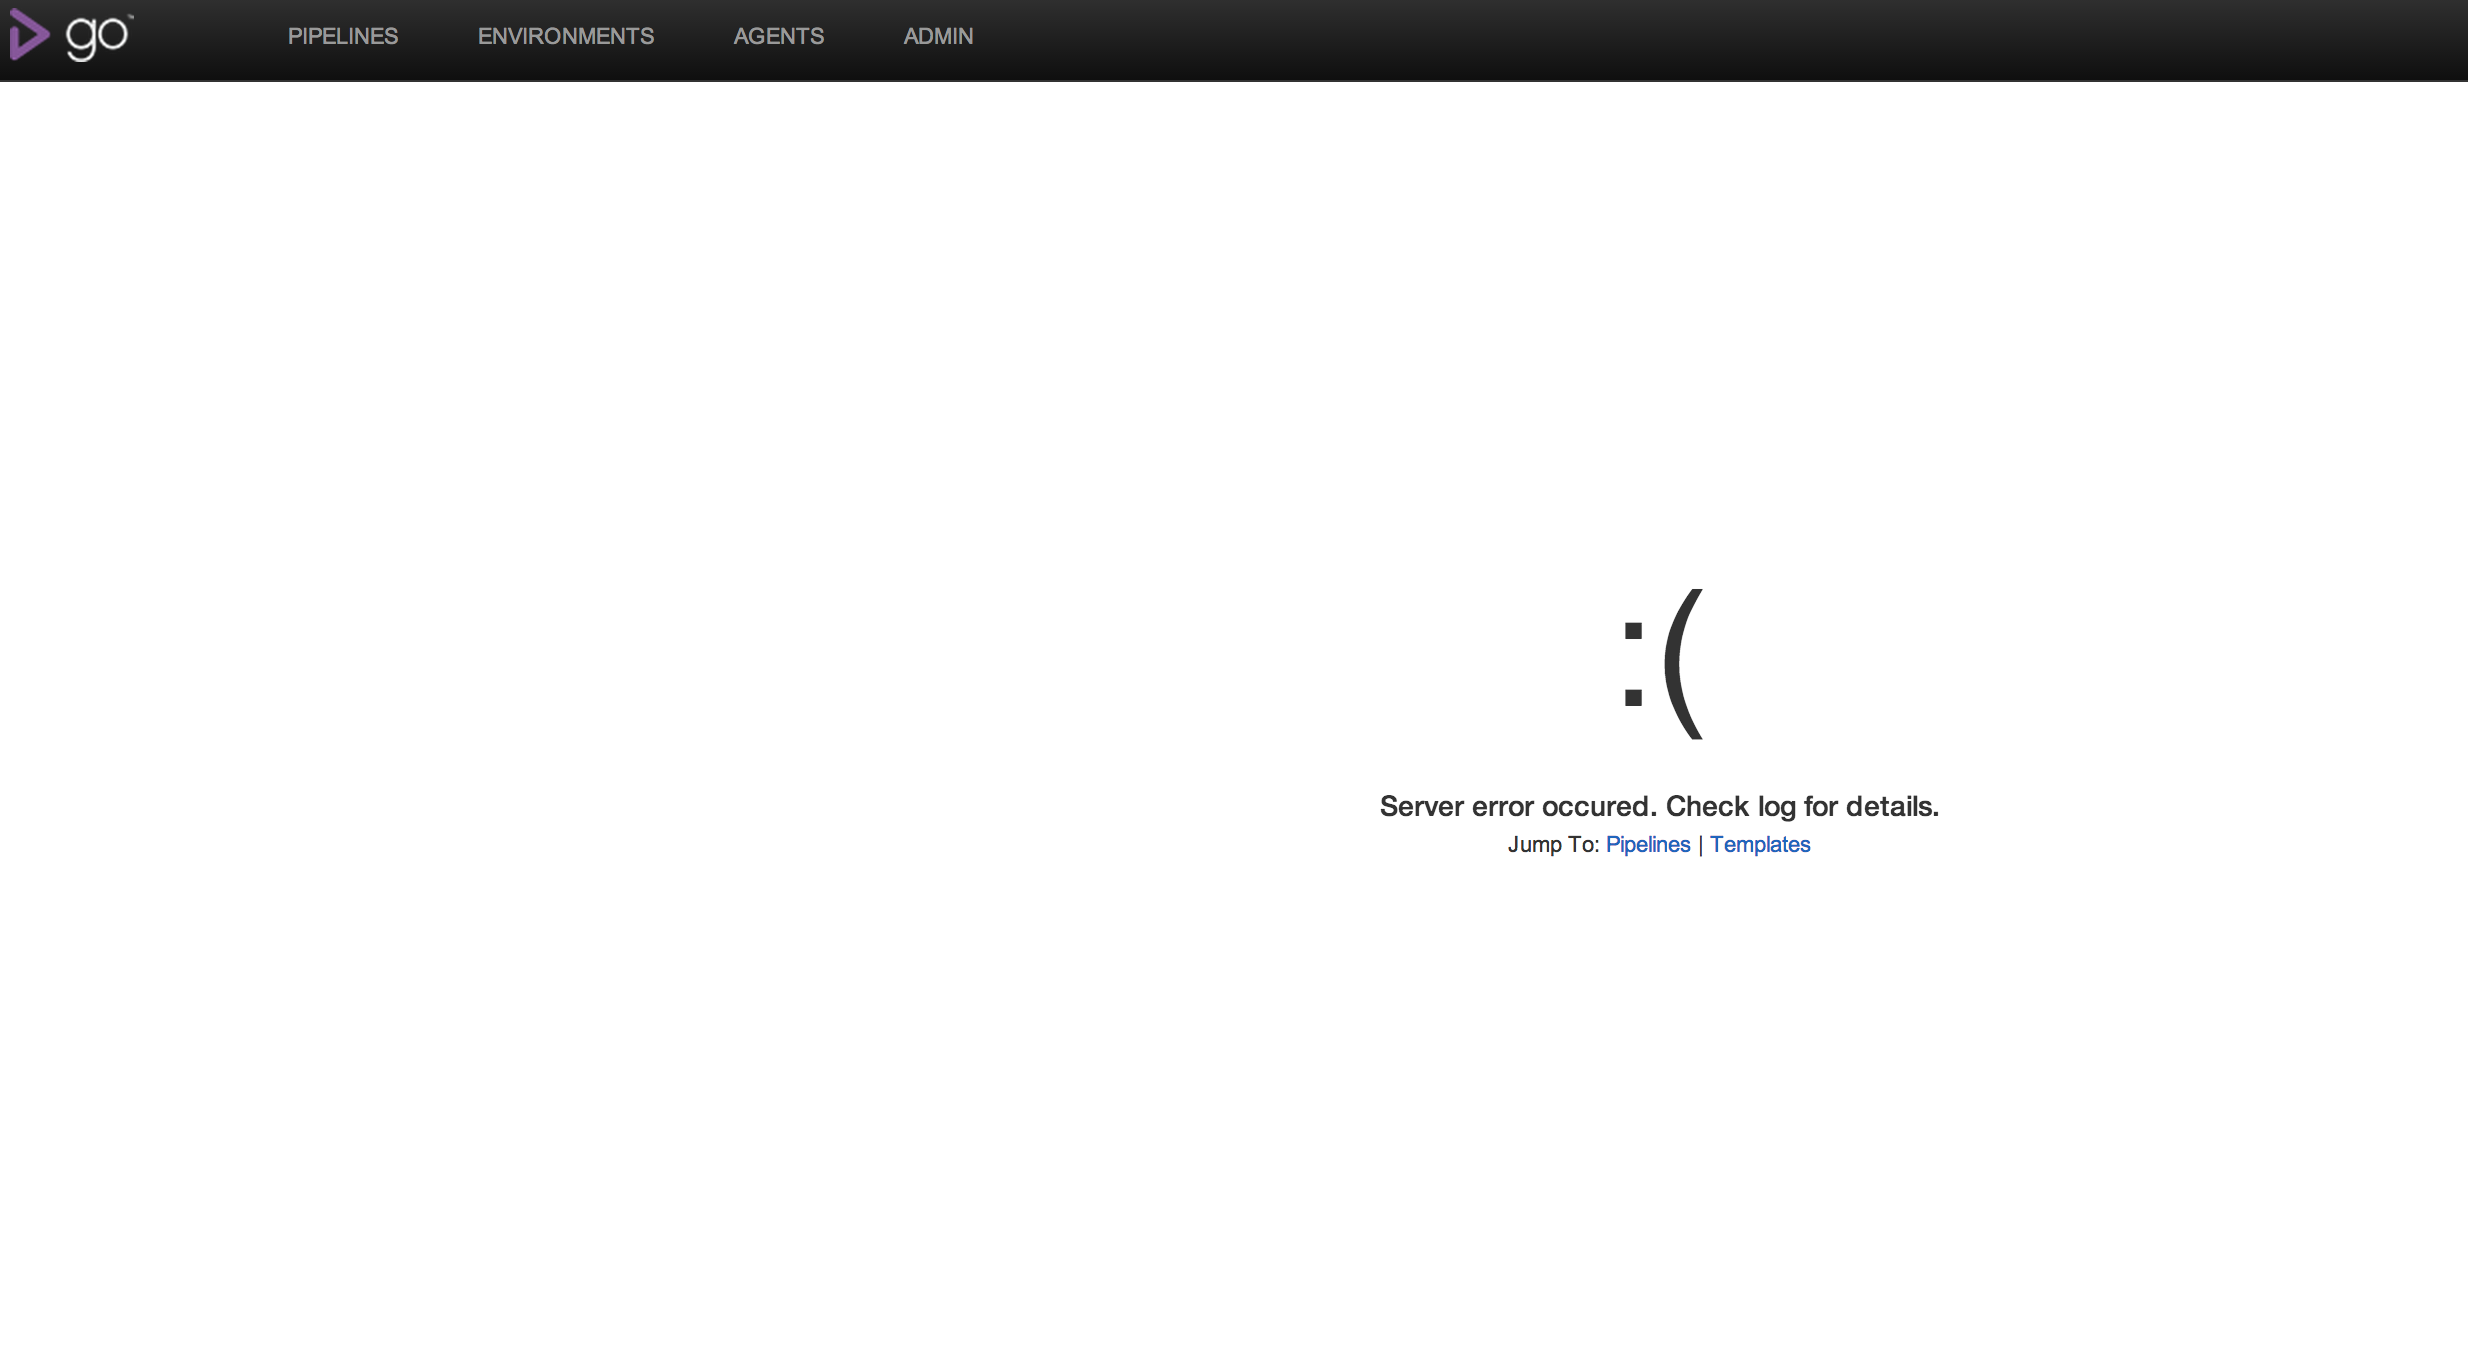 go™
PIPELINES ENVIRONMENTS AGENTS ADMIN
:(
Server error occured. Check log for details.
Jump To: Pipelines | Templates